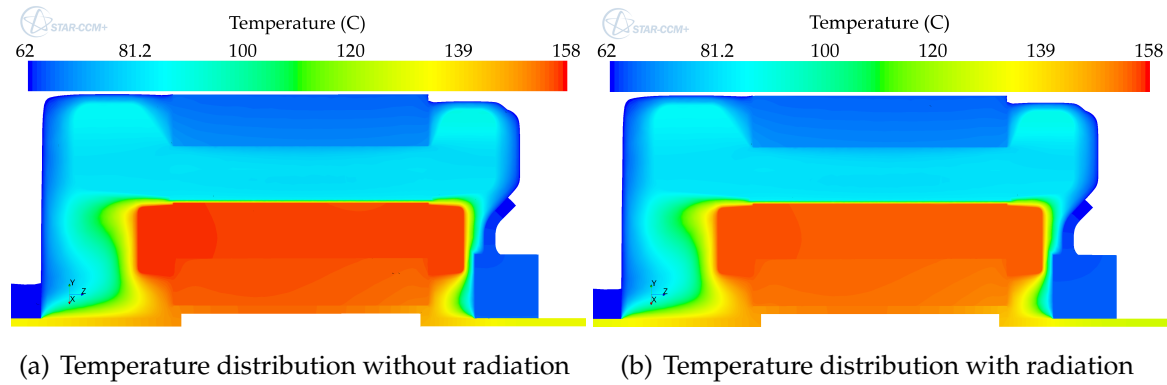 STAR-CCM+
Temperature (C)
62 81.2 100 120 139 158
Y
Z
X
(a) Temperature distribution without radiation
STAR-CCM+
Temperature (C)
62 81.2 100 120 139 158
Y
Z
X
(b) Temperature distribution with radiation